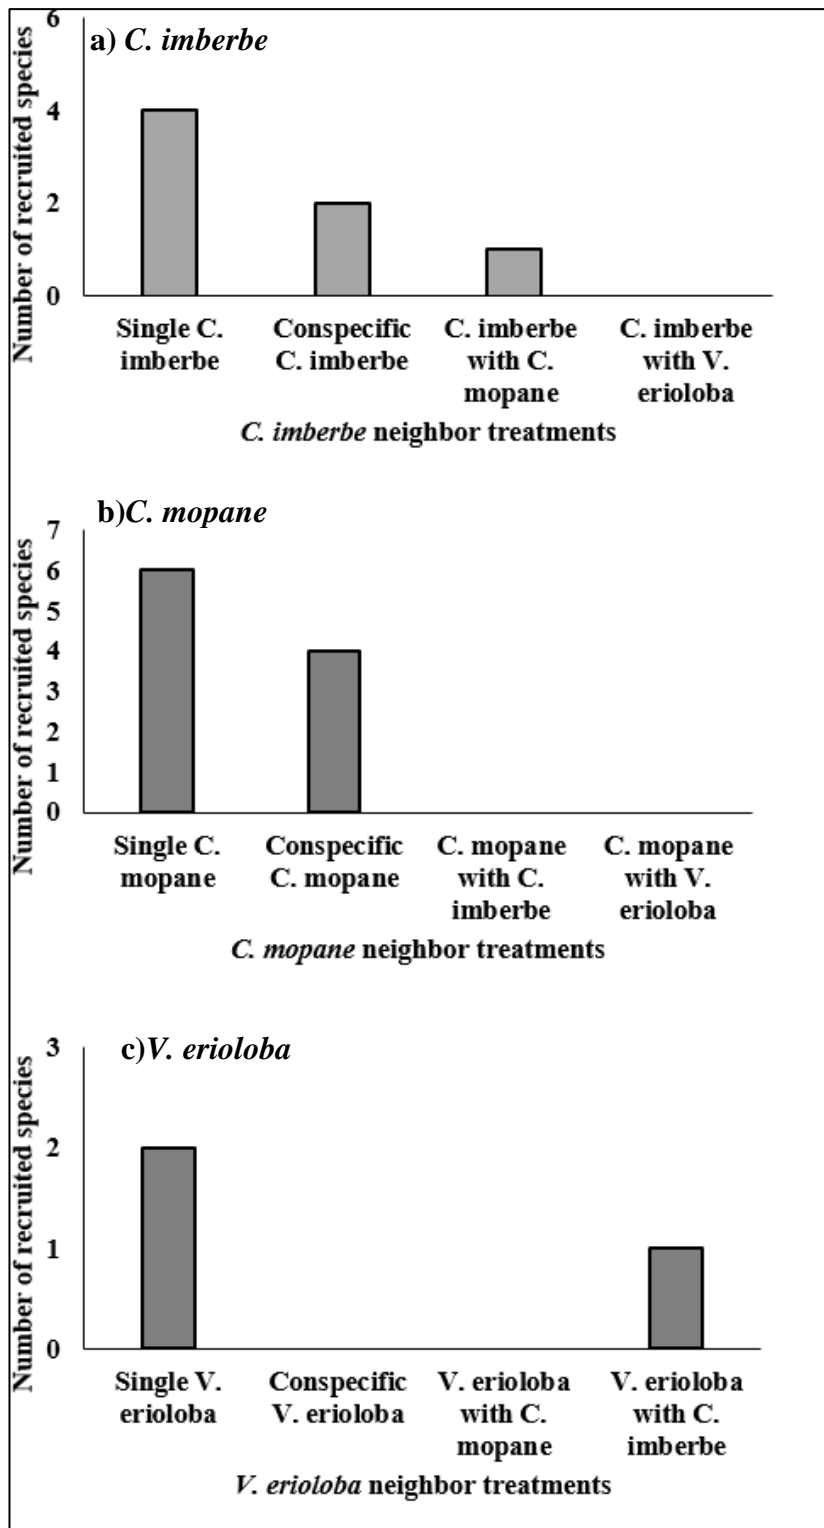 a) C. imberbe
Number of recruited species
6
4
2
0
Single C.
imberbe
Conspecific
C. imberbe
C. imberbe
with C.
mopane
C. imberbe
with V.
erioloba
C. imberbe neighbor treatments
b)C. mopane
Number of recruited species
7
6
5
4
3
2
1
0
Single C.
mopane
Conspecific
C. mopane
C. mopane
with C.
imberbe
C. mopane
with V.
erioloba
C. mopane neighbor treatments
c)V. erioloba
Number of recruited species
3
2
1
0
Single V.
erioloba
Conspecific
V. erioloba
V. erioloba
with C.
mopane
V. erioloba
with C.
imberbe
V. erioloba neighbor treatments